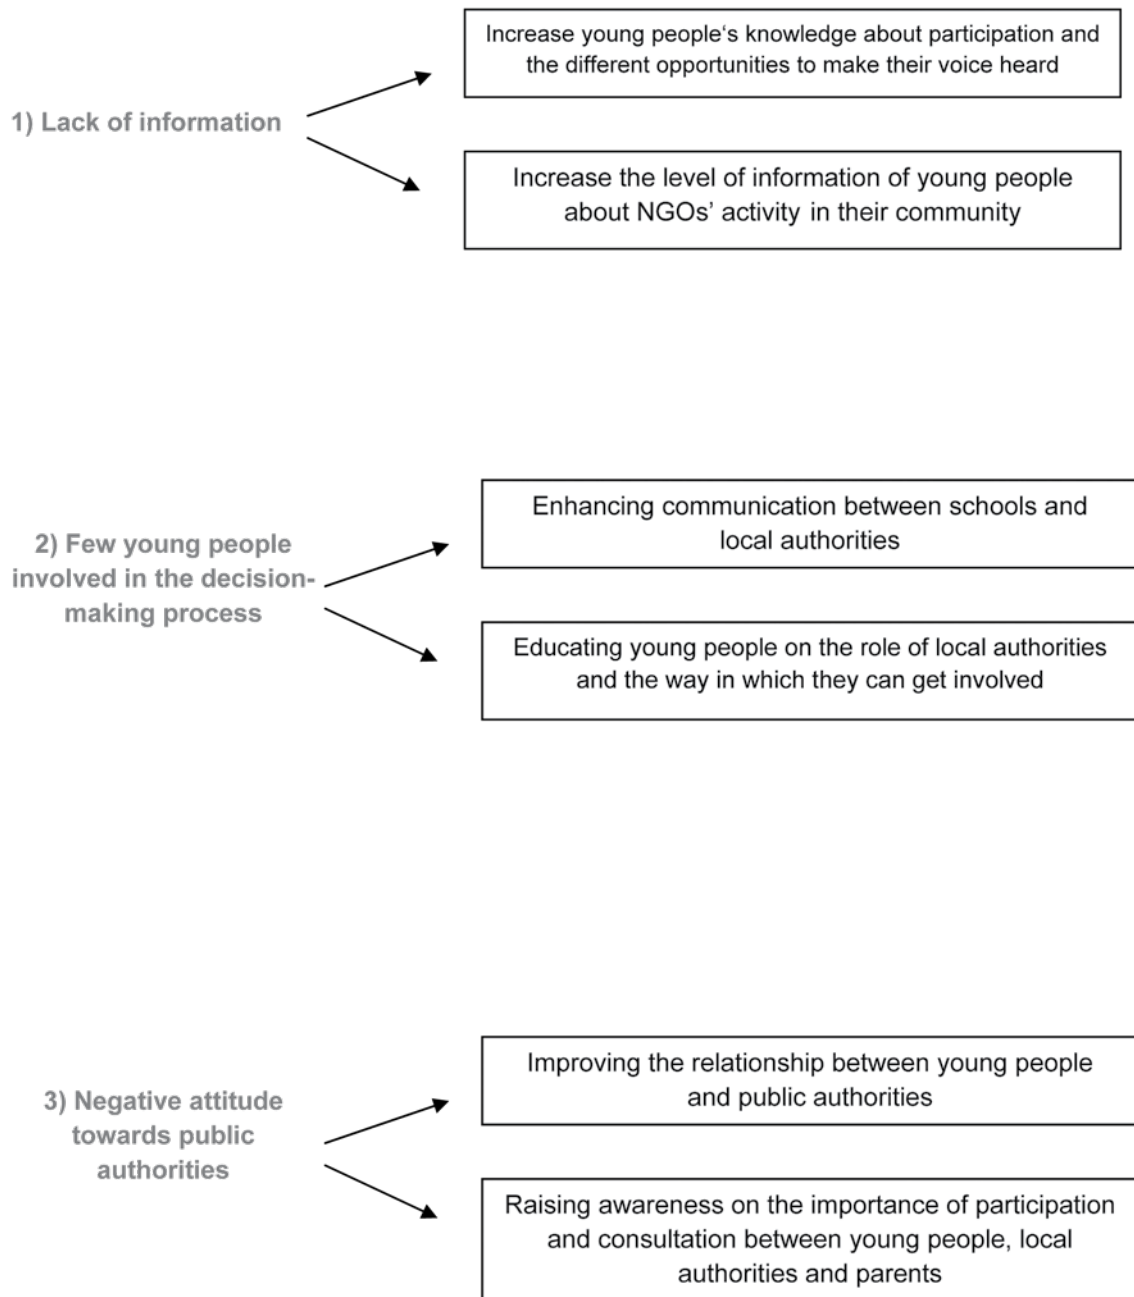 Increase young people‘s knowledge about participation and
the different opportunities to make their voice heard
1) Lack of information
Increase the level of information of young people
about NGOs’ activity in their community
Enhancing communication between schools and
local authorities
2) Few young people
involved in the decision-
making process
Educating young people on the role of local authorities
and the way in which they can get involved
Improving the relationship between young people
and public authorities
3) Negative attitude
towards public
authorities
Raising awareness on the importance of participation
and consultation between young people, local
authorities and parents